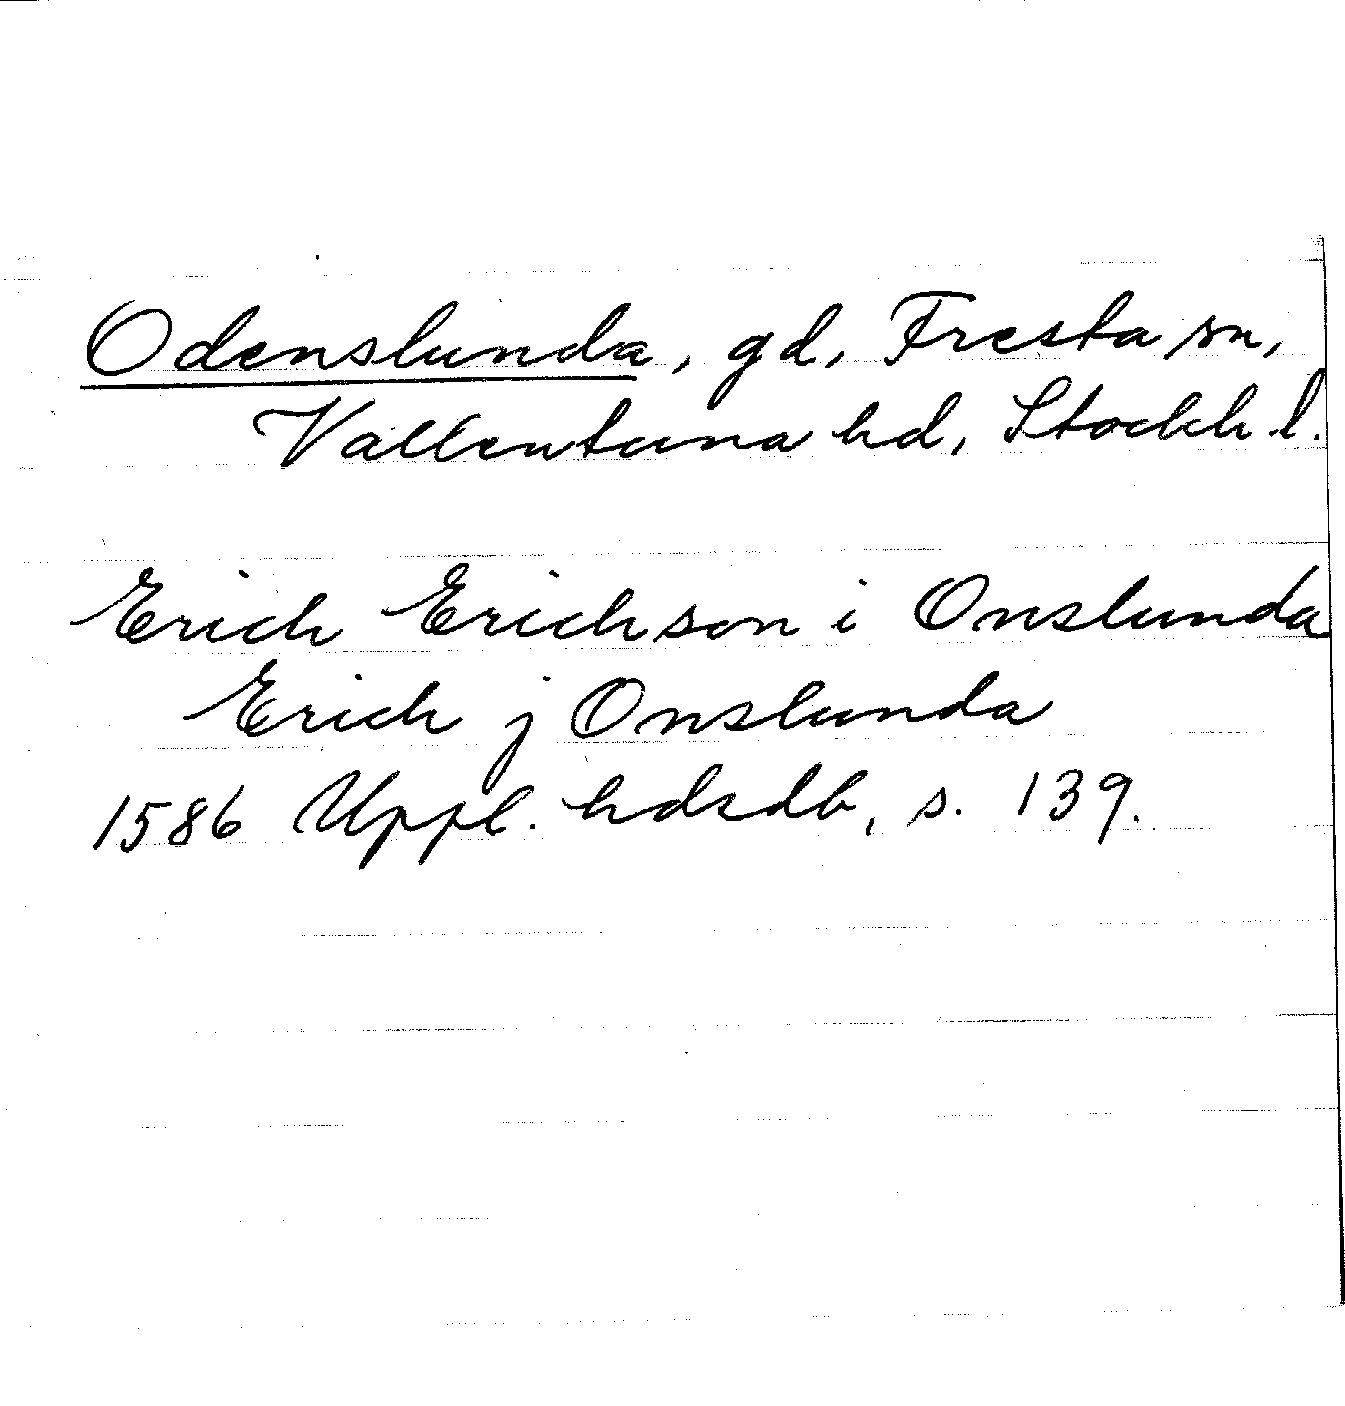 Odenslunda, gd, Fresta sn,
Vallentuna hd, Stockh. l.
Erich Erichson i Onslunda
Erich j Onslunda
1586 Uppl. hdsdb, s. 139.